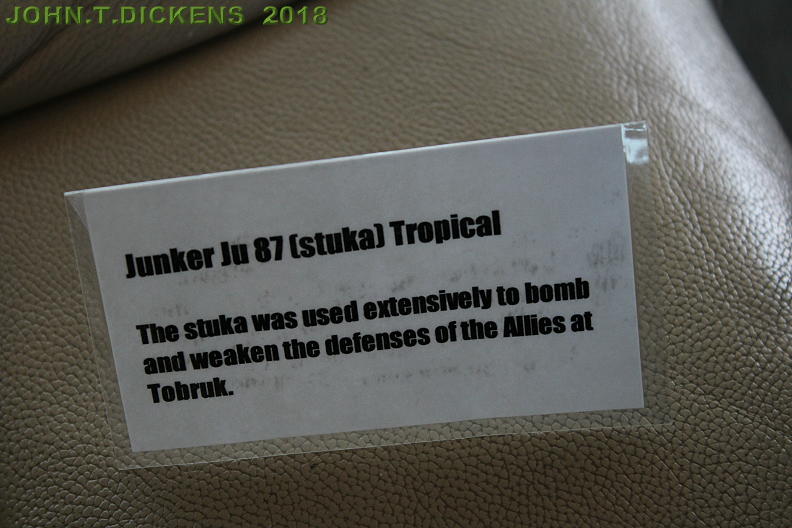 JOHN.T.DICKENS 2018
Junker Ju 87 (stuka) Tropical
The stuka was used extensively to bomb
and weaken the defenses of the Allies at
Tobruk.